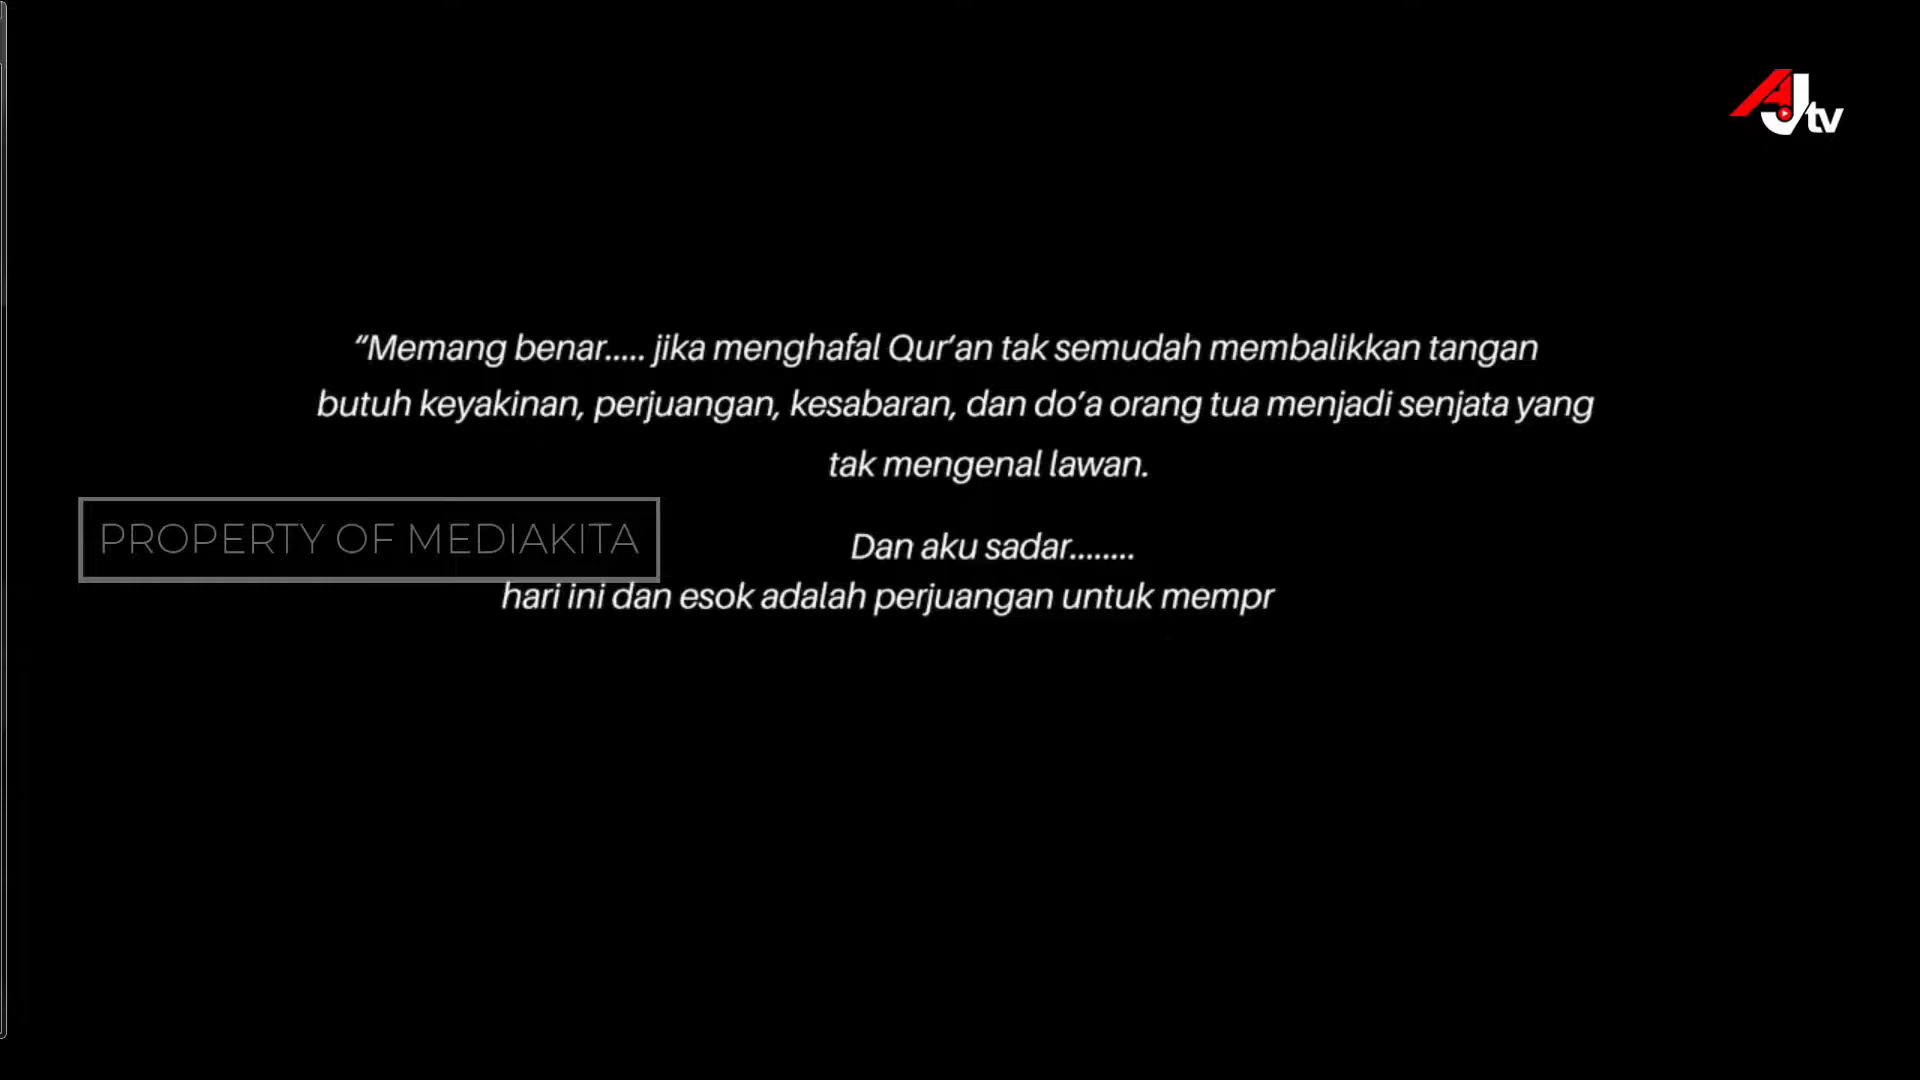 AJtv
“Memang benar..... jika menghafal Qur’an tak semudah membalikkan tangan
butuh keyakinan, perjuangan, kesabaran, dan do’a orang tua menjadi senjata yang
tak mengenal lawan.
PROPERTY OF MEDIAKITA
Dan aku sadar........
hari ini dan esok adalah perjuangan untuk mempr